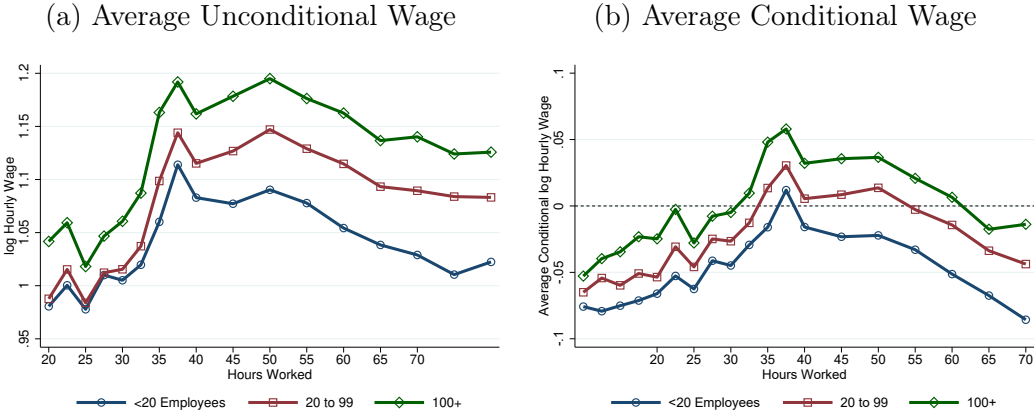 (a) Average Unconditional Wage
(b) Average Conditional Wage
log Hourly Wage
1.2
1.15
1.1
1.05
1
.95
20 25 30 35 40 45 50 55 60 65 70
Hours Worked
<20 Employees 20 to 99 100+
Average Conditional log Hourly Wage
.1
.05
0
-.05
-.1
20 25 30 35 40 45 50 55 60 65 70
Hours Worked
<20 Employees 20 to 99 100+